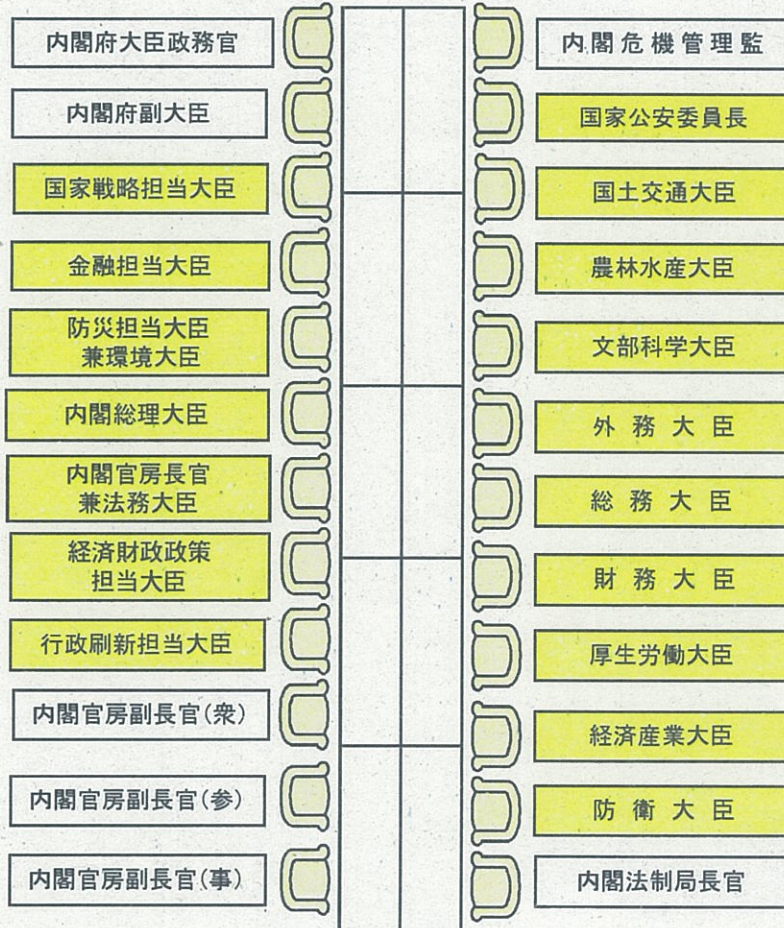 内閣府大臣政務官
内閣府副大臣
国家戦略担当大臣
金融担当大臣
防災担当大臣
兼環境大臣
内閣総理大臣
内閣官房長官
兼法務大臣
経済財政政策
担当大臣
行政刷新担当大臣
内閣官房副長官(衆)
内閣官房副長官(参)
内閣官房副長官(事)
内閣危機管理監
国家公安委員長
国土交通大臣
農林水産大臣
文部科学大臣
外務大臣
総務大臣
財務大臣
厚生労働大臣
経済産業大臣
防衛大臣
内閣法制局長官